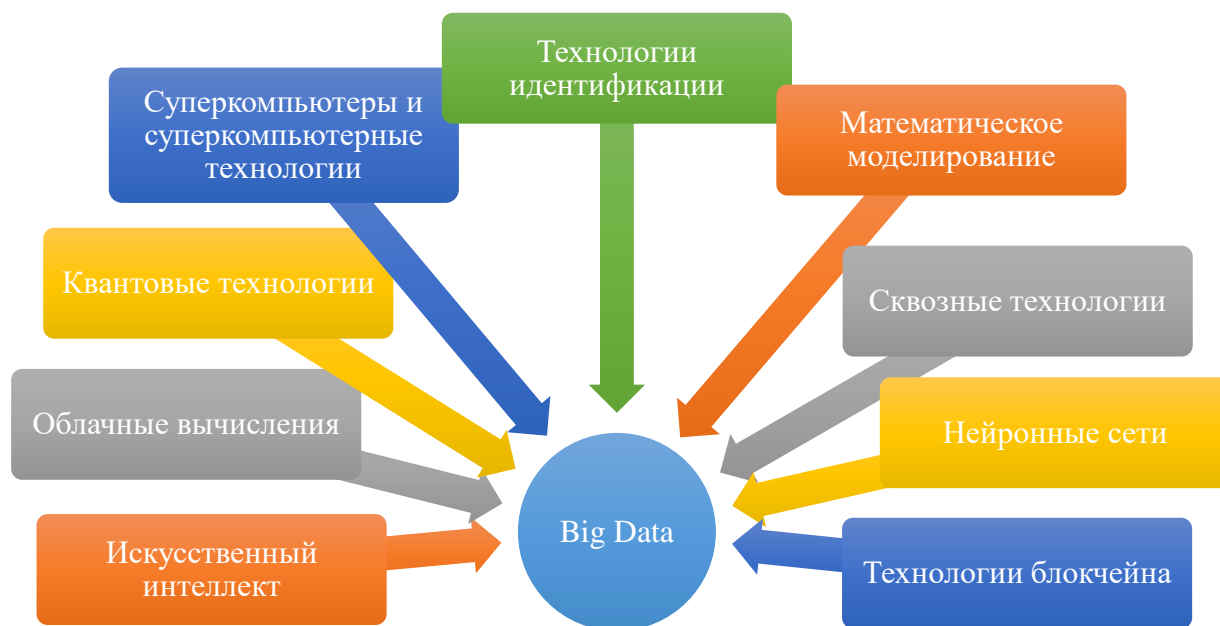 Технологии
идентификации
Суперкомпьютеры и
суперкомпьютерные
технологии
Математическое
моделирование
Квантовые технологии
Сквозные технологии
Облачные вычисления
Нейронные сети
Big Data
Искусственный
интеллект
Технологии блокчейна